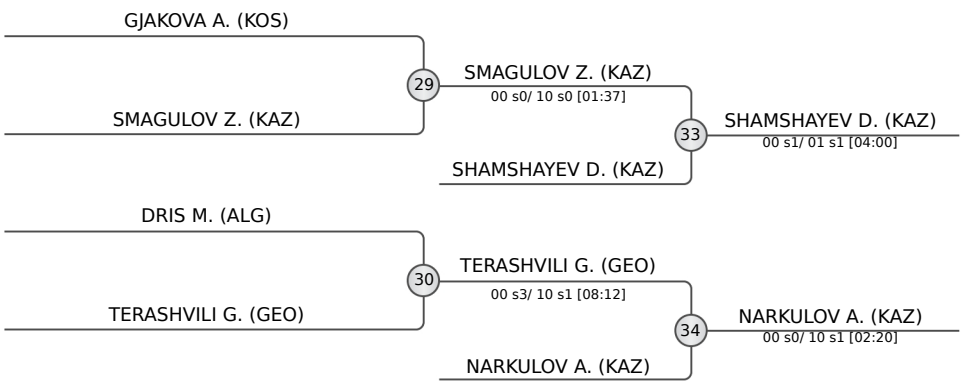 GJAKOVA A. (KOS)
29
SMAGULOV Z. (KAZ)
00 s0/ 10 s0 [01:37]
SMAGULOV Z. (KAZ)
33
SHAMSHAYEV D. (KAZ)
00 s1/ 01 s1 [04:00]
SHAMSHAYEV D. (KAZ)
DRIS M. (ALG)
30
TERASHVILI G. (GEO)
00 s3/ 10 s1 [08:12]
TERASHVILI G. (GEO)
34
NARKULOV A. (KAZ)
00 s0/ 10 s1 [02:20]
NARKULOV A. (KAZ)